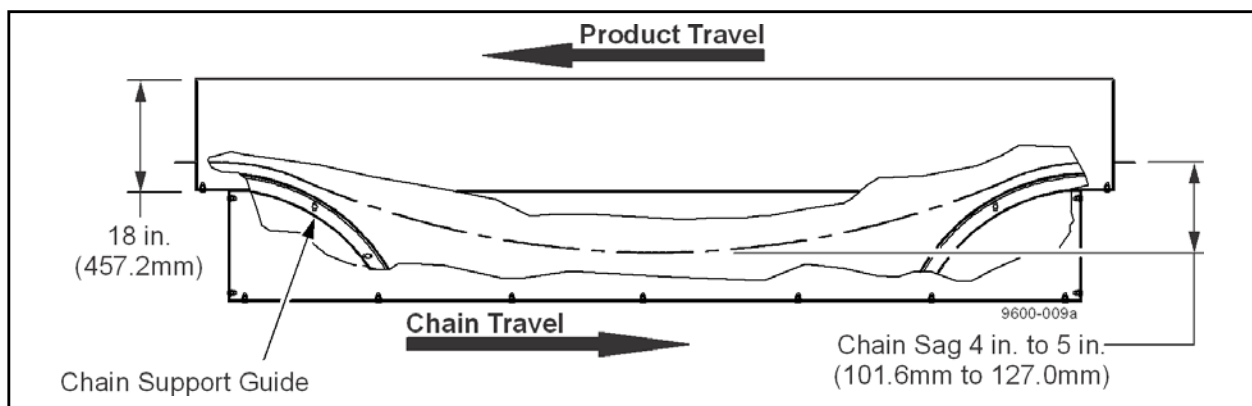 Product Travel
18 in.
(457.2mm)
9600-009a
Chain Travel
Chain Sag 4 in. to 5 in.
(101.6mm to 127.0mm)
Chain Support Guide